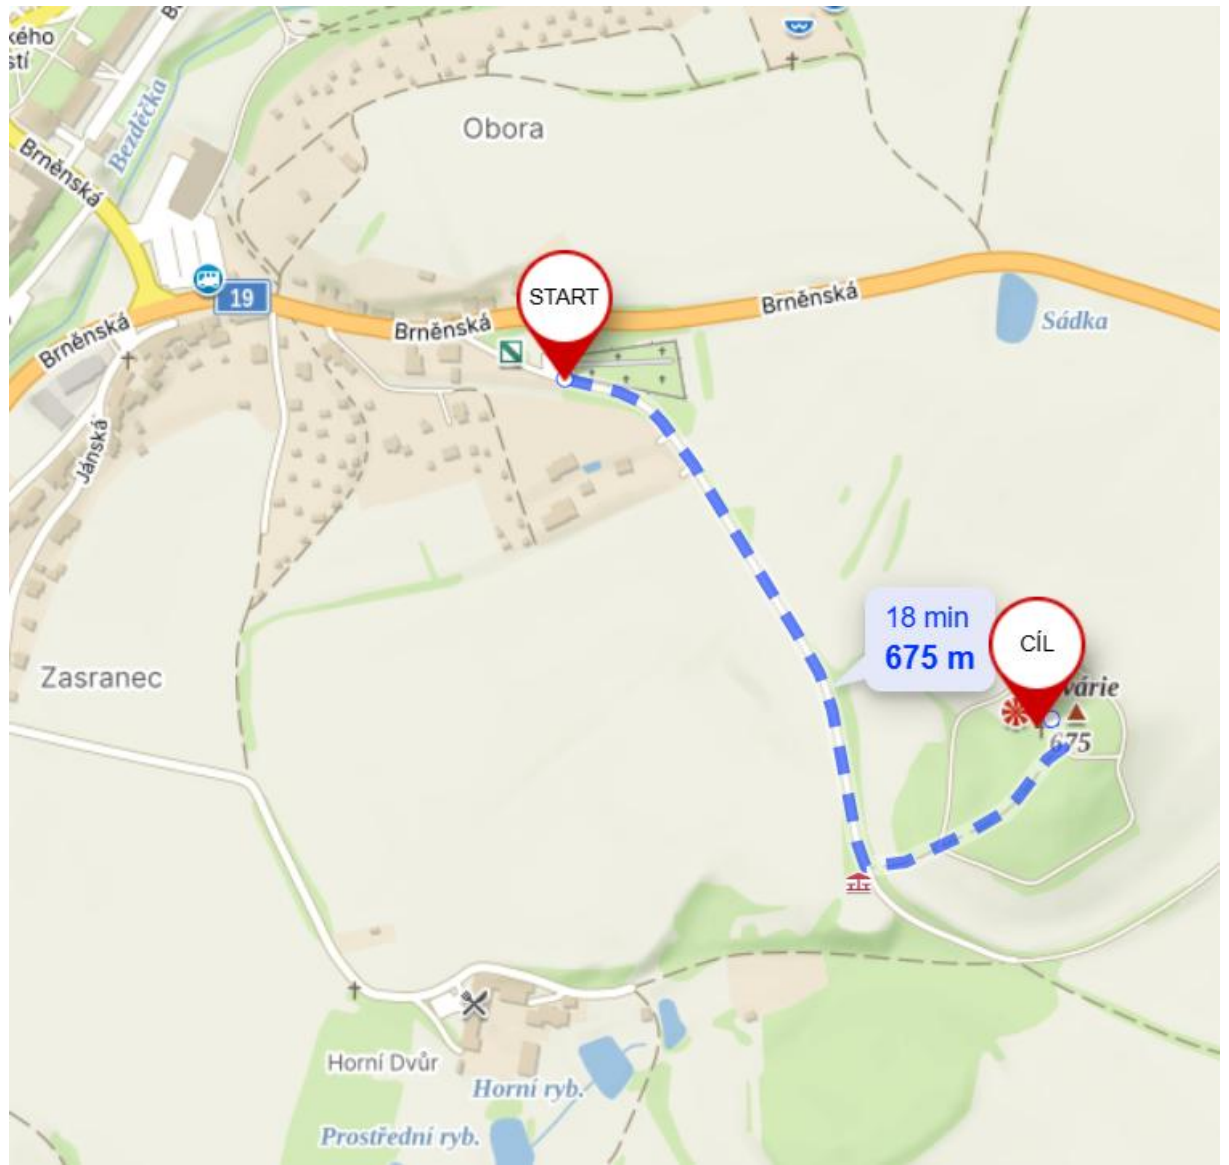 kého
stí
Bezděčka
Brněnská
Obora
19
Brněnská
Brněnská
Brněnská
START
Sádka
Jánská
18 min
675 m
CÍL
várie
675
Zasranec
Horní Dvůr
Horní ryb.
Prostřední ryb.